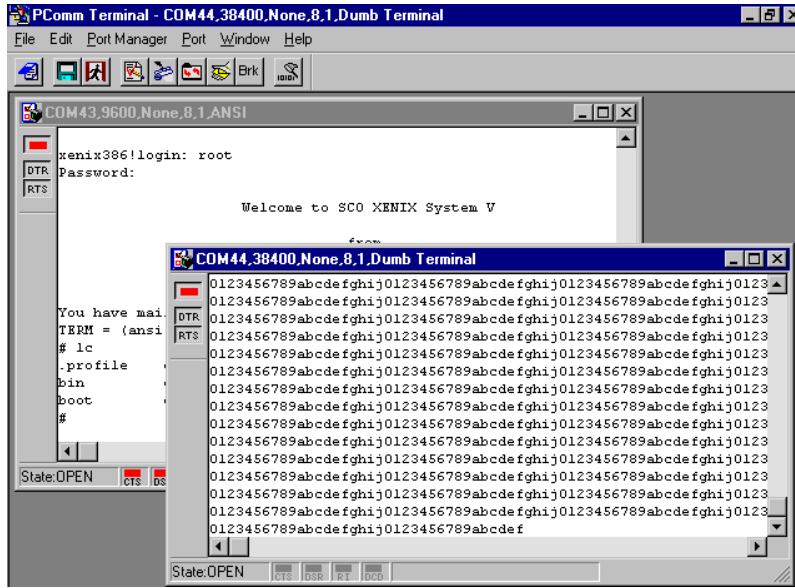 PComm Terminal - COM44,38400,None,8,1,Dumb Terminal
File Edit Port Manager Port Window Help
Brk
COM43,9600,None,8,1,ANSI
DTR
RTS
xenix386!login: root
Password:
Welcome to SCO XENIX System V
from
You have mai
TERM = (ansi
# lc
.profile
bin
boot
#
State:OPEN CTS
COM44,38400,None,8,1,Dumb Terminal
DTR
RTS
0123456789abcdefghij0123456789abcdefghij0123456789abcdefghij0123
0123456789abcdefghij0123456789abcdefghij0123456789abcdefghij0123
0123456789abcdefghij0123456789abcdefghij0123456789abcdefghij0123
0123456789abcdefghij0123456789abcdefghij0123456789abcdefghij0123
0123456789abcdefghij0123456789abcdefghij0123456789abcdefghij0123
0123456789abcdefghij0123456789abcdefghij0123456789abcdefghij0123
0123456789abcdefghij0123456789abcdefghij0123456789abcdefghij0123
0123456789abcdefghij0123456789abcdefghij0123456789abcdefghij0123
0123456789abcdefghij0123456789abcdefghij0123456789abcdefghij0123
0123456789abcdefghij0123456789abcdefghij0123456789abcdefghij0123
0123456789abcdefghij0123456789abcdefghij0123456789abcdefghij0123
0123456789abcdefghij0123456789abcdefghij0123456789abcdefghij0123
0123456789abcdefghij0123456789abcdefghij0123456789abcdefghij0123
0123456789abcdefghij0123456789abcdefghij0123456789abcdefghij0123
0123456789abcdefghij0123456789abcdef
State:OPEN CTS DSR RI DCD